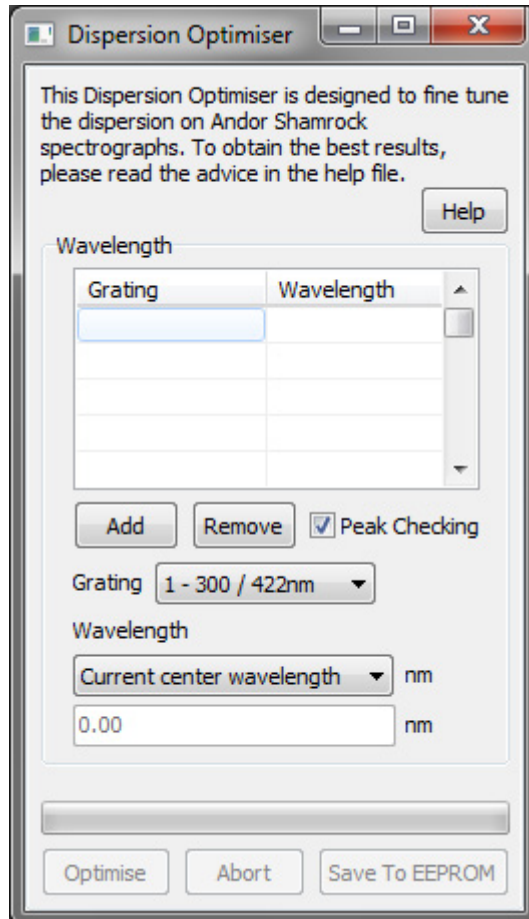 Dispersion Optimiser
This Dispersion Optimiser is designed to fine tune
the dispersion on Andor Shamrock
spectrographs. To obtain the best results,
please read the advice in the help file.
Help
Wavelength
Grating Wavelength
Add Remove Peak Checking
Grating 1 - 300 / 422nm
Wavelength
Current center wavelength nm
0.00 nm
Optimise Abort Save To EEPROM